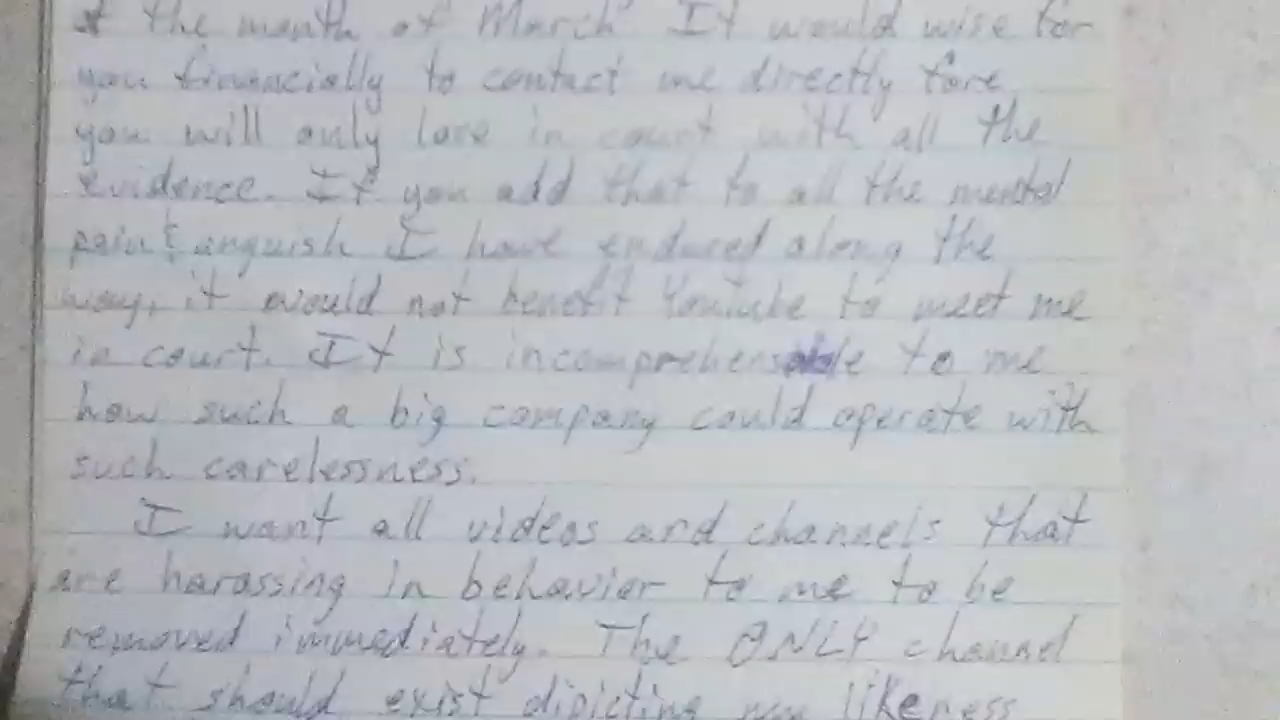 of the month of March. It would wise for
you financially to contact me directly fore
you will only lose in court with all the
evidence. If you add that to all the mental
pain & anguish I have endured along the
way, it would not benefit YouTube to meet me
in court. It is incomprehensable to me
how such a big company could operate with
such carelessness.
I want all videos and channels that
are harassing in behavior to me to be
removed immediately. The ONLY channel
that should exist dipicting my likeness